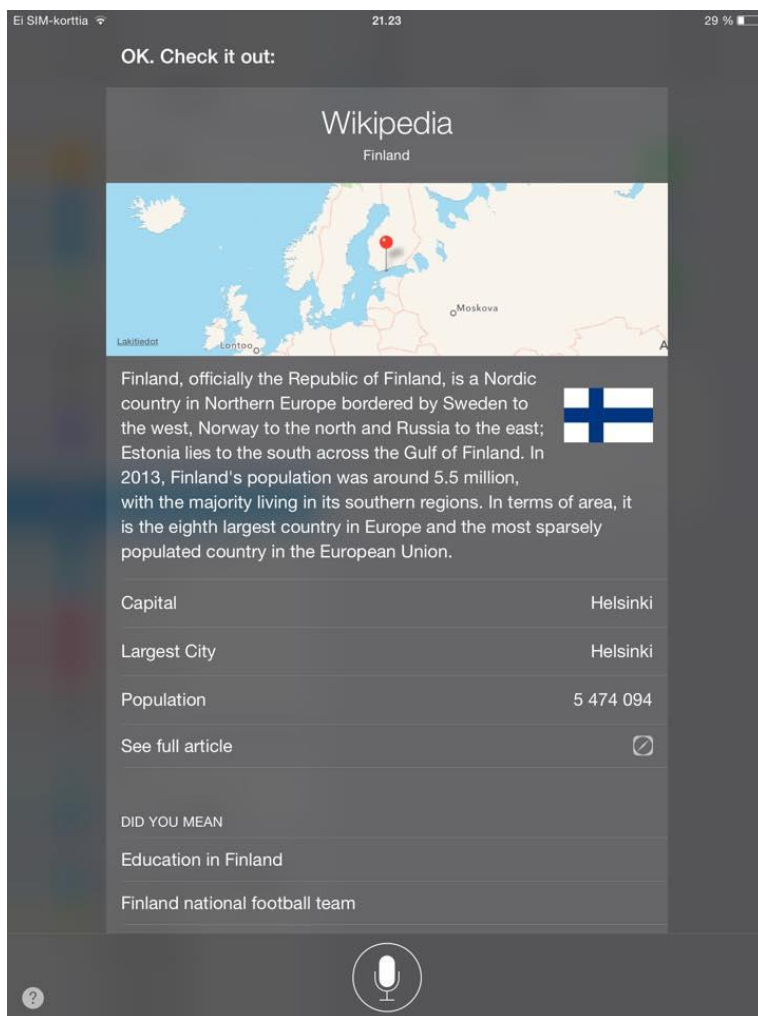 Ei SIM-korttia
21.23
29 %
OK. Check it out:
Wikipedia
Finland
Moskova
Lakitiedot
Lontoo
A
Finland, officially the Republic of Finland, is a Nordic
country in Northern Europe bordered by Sweden to
the west, Norway to the north and Russia to the east;
Estonia lies to the south across the Gulf of Finland. In
2013, Finland's population was around 5.5 million,
with the majority living in its southern regions. In terms of area, it
is the eighth largest country in Europe and the most sparsely
populated country in the European Union.
Capital Helsinki
Largest City Helsinki
Population 5 474 094
See full article
DID YOU MEAN
Education in Finland
Finland national football team
?